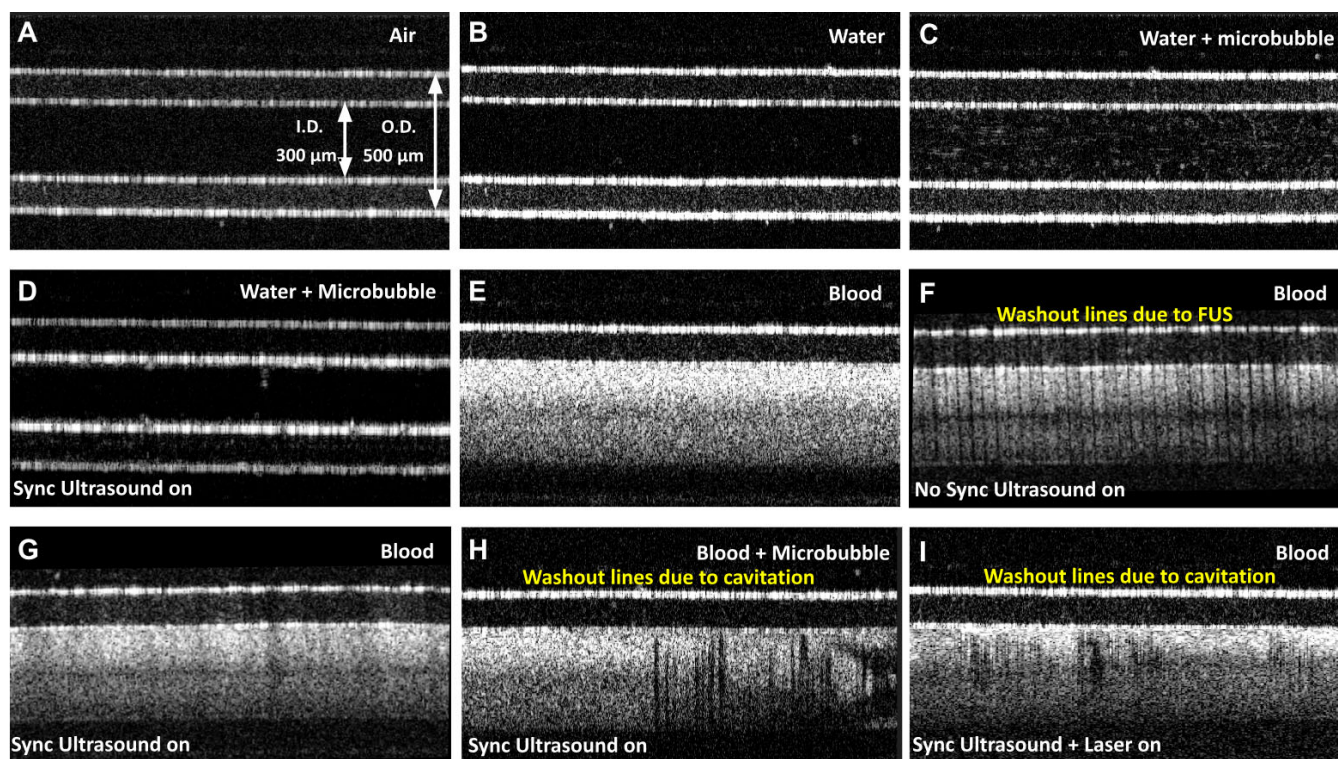 A
Air
I.D.
O.D.
300 μm
500 μm
B
Water
C
Water + microbubble
D
Water + Microbubble
Sync Ultrasound on
E
Blood
F
Blood
Washout lines due to FUS
No Sync Ultrasound on
G
Blood
Sync Ultrasound on
H
Blood + Microbubble
Washout lines due to cavitation
Sync Ultrasound on
I
Blood
Washout lines due to cavitation
Sync Ultrasound + Laser on